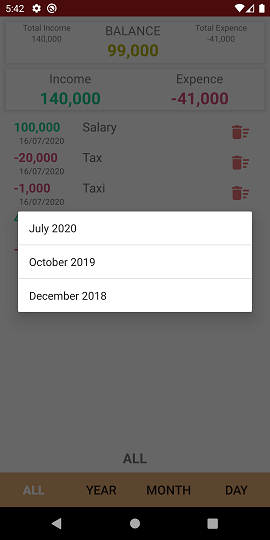 5:42
Total Income
140,000
BALANCE
99,000
Total Expence
-41,000
Income
140,000
Expence
-41,000
100,000 Salary
16/07/2020
-20,000 Tax
16/07/2020
-1,000 Taxi
16/07/2020
July 2020
October 2019
December 2018
ALL
ALL YEAR MONTH DAY